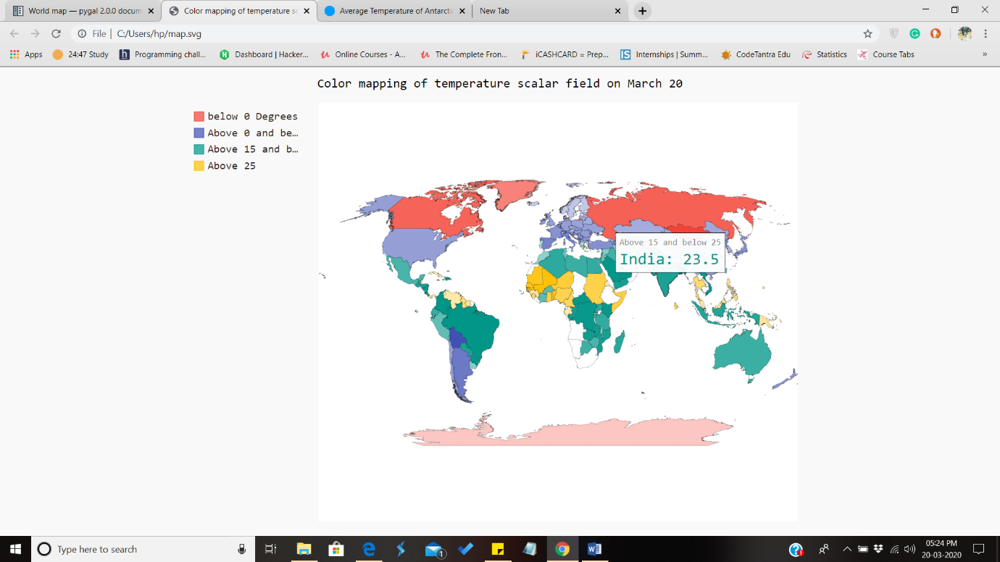 World map — pygal 2.0.0 docum
Color mapping of temperature sc
Average Temperature of Antarcti
New Tab
File | C:/Users/hp/map.svg
Apps
24:47 Study
Programming chall...
Dashboard | Hacker...
Online Courses - A...
The Complete Fron...
iCASHCARD = Prep...
Internships | Summ...
CodeTantra Edu
Statistics
Course Tabs
»
Color mapping of temperature scalar field on March 20
below 0 Degrees
Above 0 and be…
Above 15 and b…
Above 25
Above 15 and below 25
India: 23.5
Type here to search
05:24 PM
20-03-2020